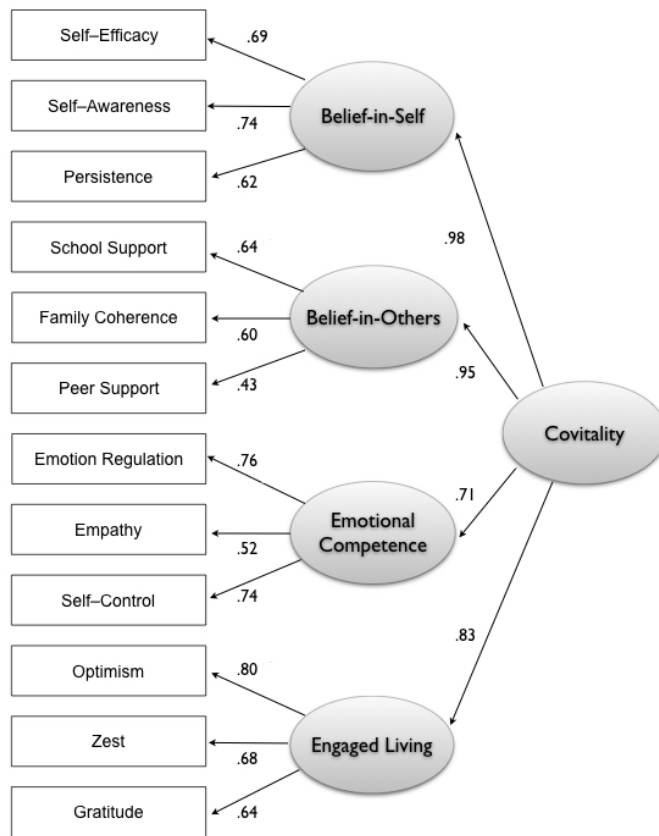 Self–Efficacy
.69
Belief-in-Self
Self–Awareness
.74
Persistence
.62
School Support
.64
.98
Family Coherence
.60
Belief-in-Others
Peer Support
.43
.95
Covitality
Emotion Regulation
.76
.71
Empathy
.52
Emotional
Competence
Self–Control
.74
.83
Optimism
.80
Zest
.68
Engaged Living
Gratitude
.64